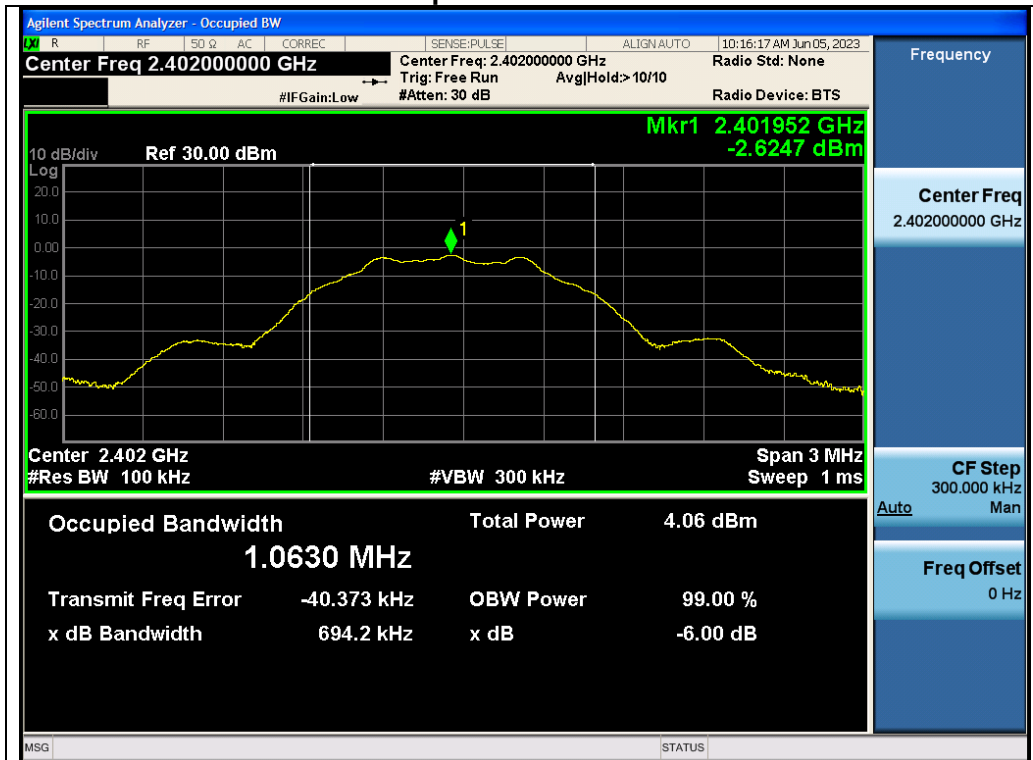 Agilent Spectrum Analyzer - Occupied BW
LXI R RF 50 Ω AC CORREC SENSE:PULSE ALIGN AUTO 10:16:17 AM Jun 05, 2023
Center Freq 2.402000000 GHz Center Freq: 2.402000000 GHz Radio Std: None
Trig: Free Run Avg|Hold:> 10/10
#IFGain:Low #Atten: 30 dB Radio Device: BTS
Mkr1 2.401952 GHz
10 dB/div Ref 30.00 dBm -2.6247 dBm
Log
20.0
10.0
1
0.00
-10.0
-20.0
-30.0
-40.0
-50.0
-60.0
Center 2.402 GHz Span 3 MHz
#Res BW 100 kHz #VBW 300 kHz Sweep 1 ms
Occupied Bandwidth Total Power 4.06 dBm
1.0630 MHz
Transmit Freq Error -40.373 kHz OBW Power 99.00 %
x dB Bandwidth 694.2 kHz x dB -6.00 dB
MSG STATUS
Frequency
Center Freq
2.402000000 GHz
CF Step
300.000 kHz
Auto Man
Freq Offset
0 Hz